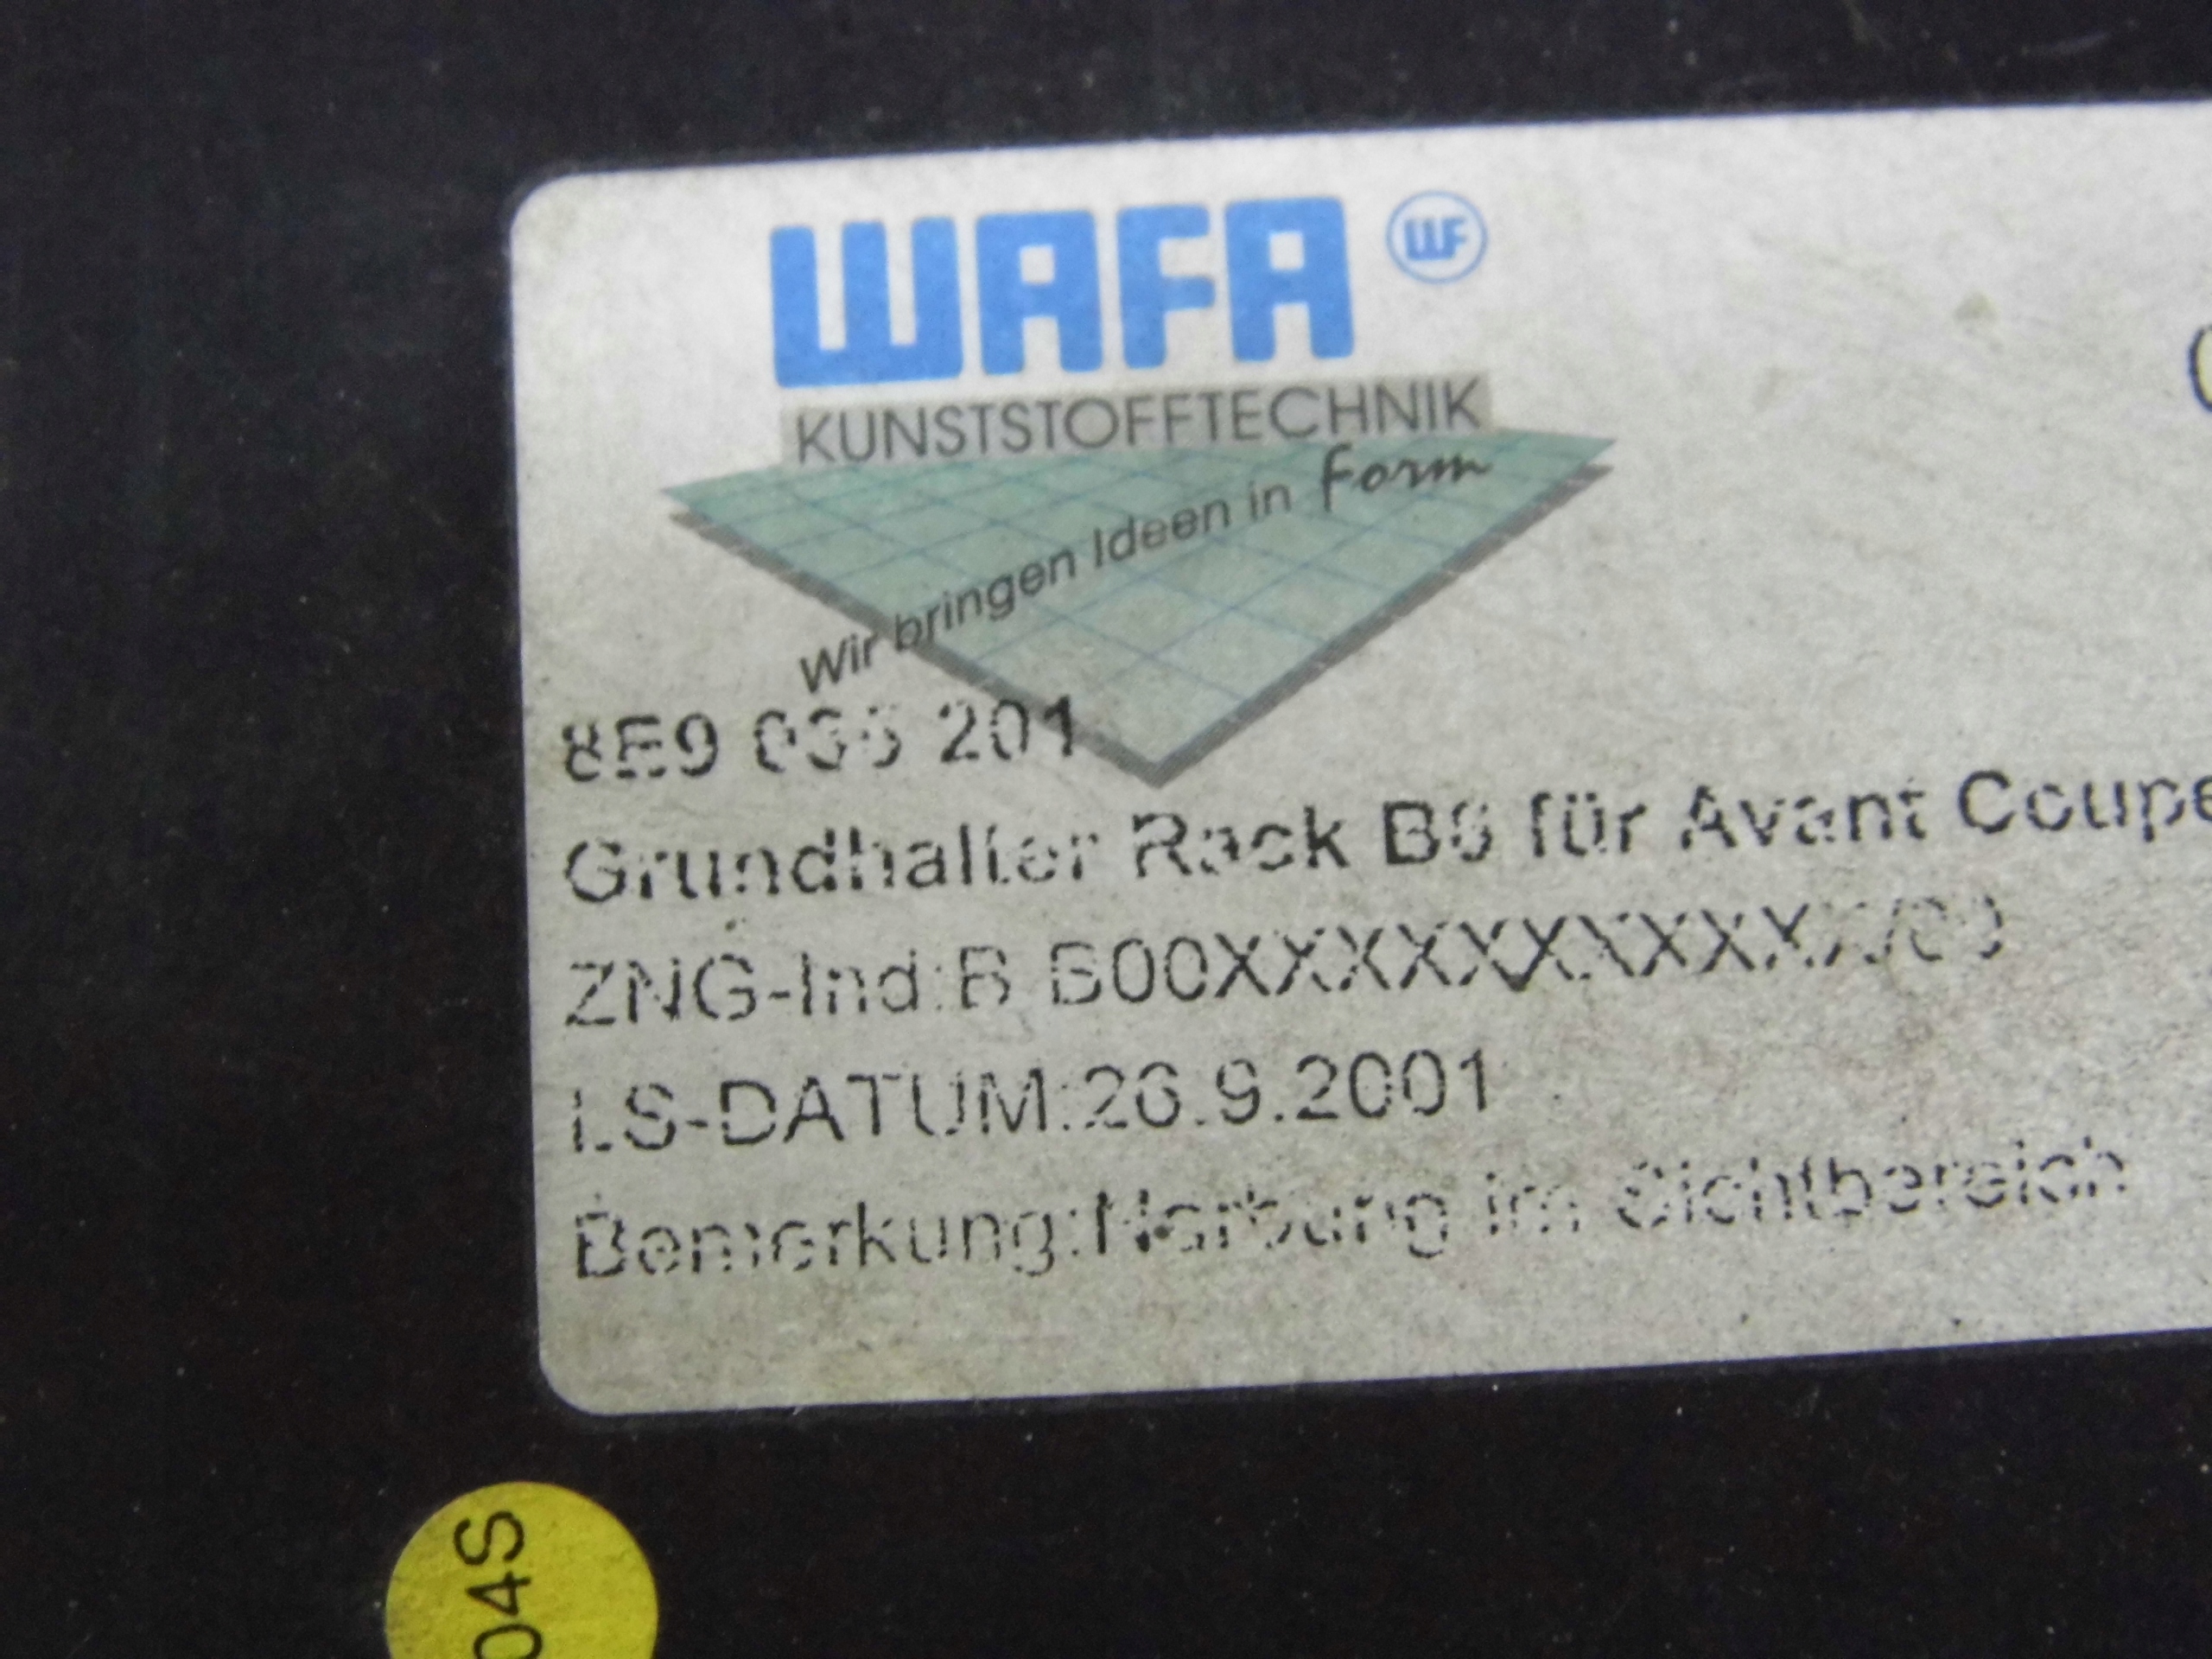 WAFA WF
KUNSTSTOFFTECHNIK
Wir bringen Ideen in Form
8E9 035 201
Grundhalter Rack B6 für Avant Coupe
ZNG-Ind:B
LS-DATUM:26.9.2001
Bemerkung:Narbung im Sichtbereich
04S